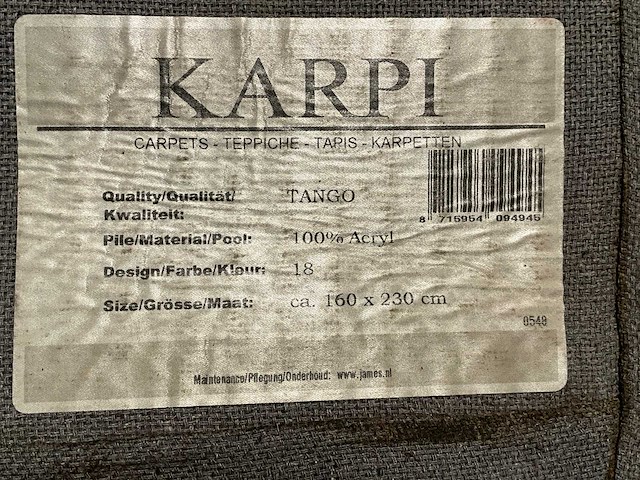 KARPI
CARPETS - TEPPICHE - TAPIS - KARPETTEN
8 715954 094945
Quality/Qualität/ TANGO
Kwaliteit:
Pile/Material/Pool: 100% Acryl
Design/Farbe/Kleur: 18
Size/Grösse/Maat: ca. 160 x 230 cm
0549
Maintenance/Pflegung/Onderhoud: www.james.nl